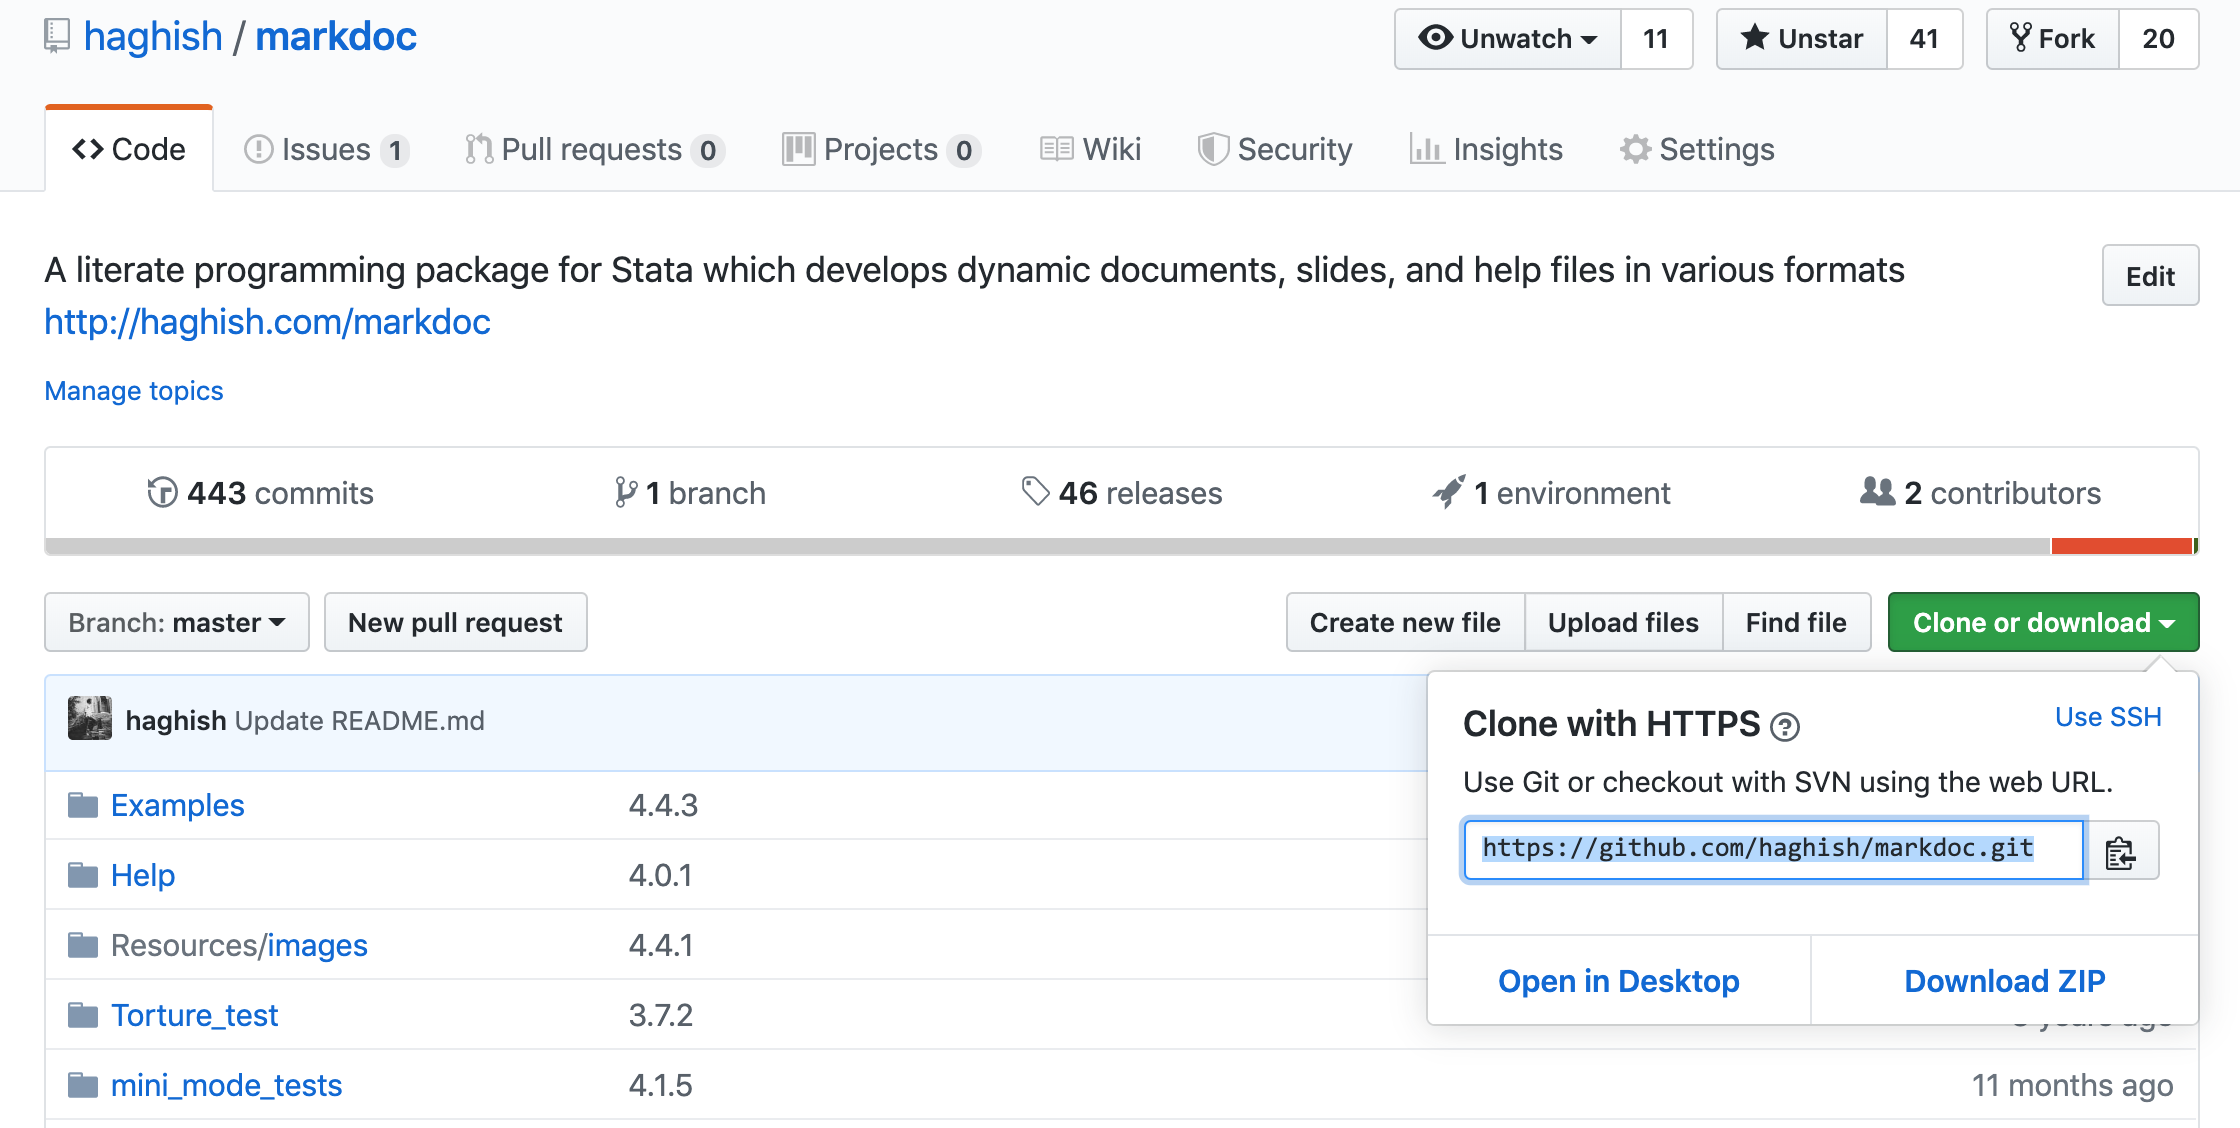 haghish / markdoc
Unwatch 11 Unstar 41 Fork 20
Code Issues 1 Pull requests 0 Projects 0 Wiki Security Insights Settings
A literate programming package for Stata which develops dynamic documents, slides, and help files in various formats
http://haghish.com/markdoc
Edit
Manage topics
443 commits 1 branch 46 releases 1 environment 2 contributors
Branch: master New pull request Create new file Upload files Find file Clone or download
haghish Update README.md
Clone with HTTPS ? Use SSH
Use Git or checkout with SVN using the web URL.
https://github.com/haghish/markdoc.git
Open in Desktop Download ZIP
Examples 4.4.3
Help 4.0.1
Resources/images 4.4.1
Torture_test 3.7.2 years ago
mini_mode_tests 4.1.5 11 months ago